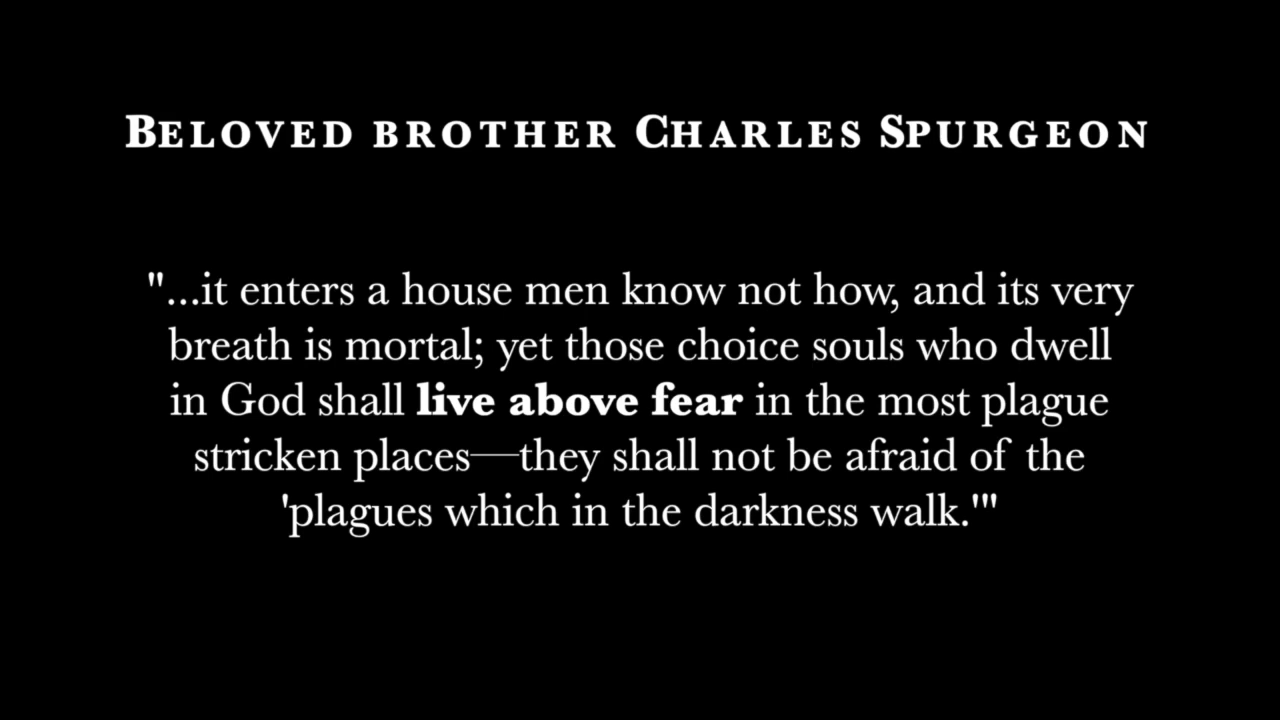 Beloved brother Charles Spurgeon
"...it enters a house men know not how, and its very
breath is mortal; yet those choice souls who dwell
in God shall live above fear in the most plague
stricken places—they shall not be afraid of the
'plagues which in the darkness walk.'"